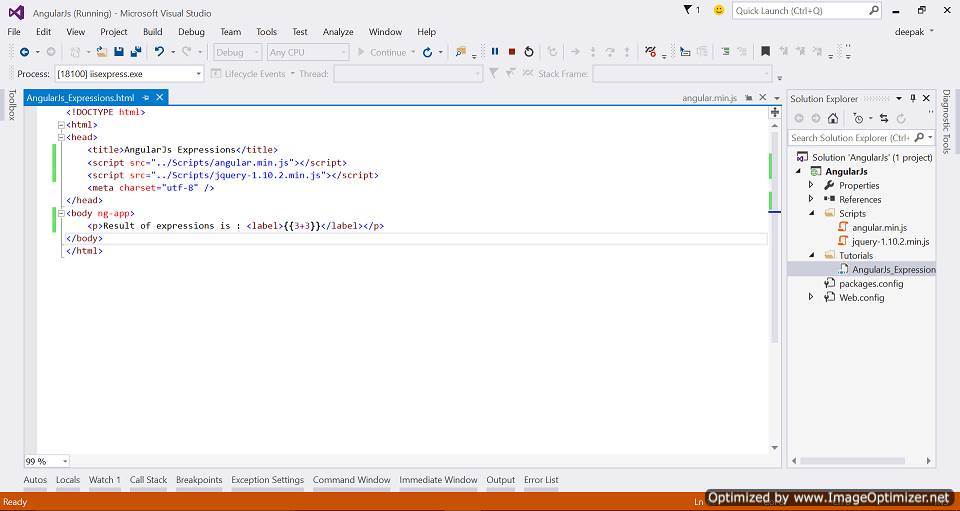 AngularJs (Running) - Microsoft Visual Studio
1
Quick Launch (Ctrl+Q)
File Edit View Project Build Debug Team Tools Test Analyze Window Help
deepak
Debug Any CPU Continue
Process: [18100] iisexpress.exe Lifecycle Events Thread: Stack Frame:
Toolbox
AngularJs_Expressions.html
angular.min.js
<!DOCTYPE html>
<html>
<head>
<title>AngularJs Expressions</title>
<script src="../Scripts/angular.min.js"></script>
<script src="../Scripts/jquery-1.10.2.min.js"></script>
<meta charset="utf-8" />
</head>
<body ng-app>
<p>Result of expressions is : <label>{{3+3}}</label></p>
</body>
</html>
99 %
Solution Explorer
Search Solution Explorer (Ctrl+
Solution 'AngularJs' (1 project)
AngularJs
Properties
References
Scripts
angular.min.js
jquery-1.10.2.min.js
Tutorials
AngularJs_Expression
packages.config
Web.config
Diagnostic Tools
Autos Locals Watch 1 Call Stack Breakpoints Exception Settings Command Window Immediate Window Output Error List
Ready
Ln
Optimized by www.ImageOptimizer.net